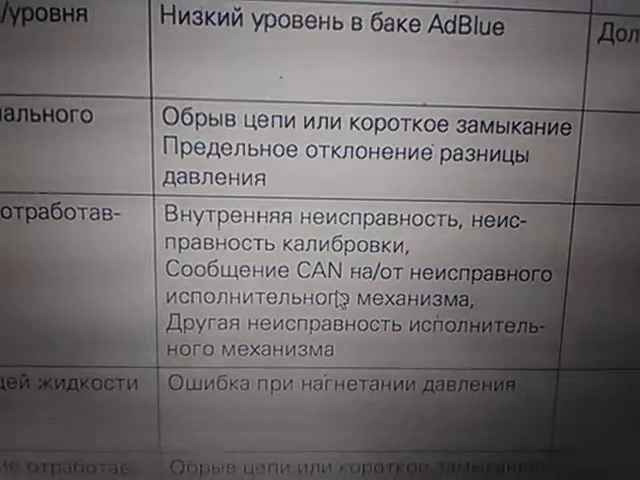 /уровня
Низкий уровень в баке AdBlue
Дол
ального
Обрыв цепи или короткое замыкание
Предельное отклонение разницы
давления
отработав-
Внутренняя неисправность, неис-
правность калибровки,
Сообщение CAN на/от неисправного
исполнительного механизма,
Другая неисправность исполнитель-
ного механизма
щей жидкости
Ошибка при нагнетании давления
ие отработав-
Обрыв цепи или короткое замыкание